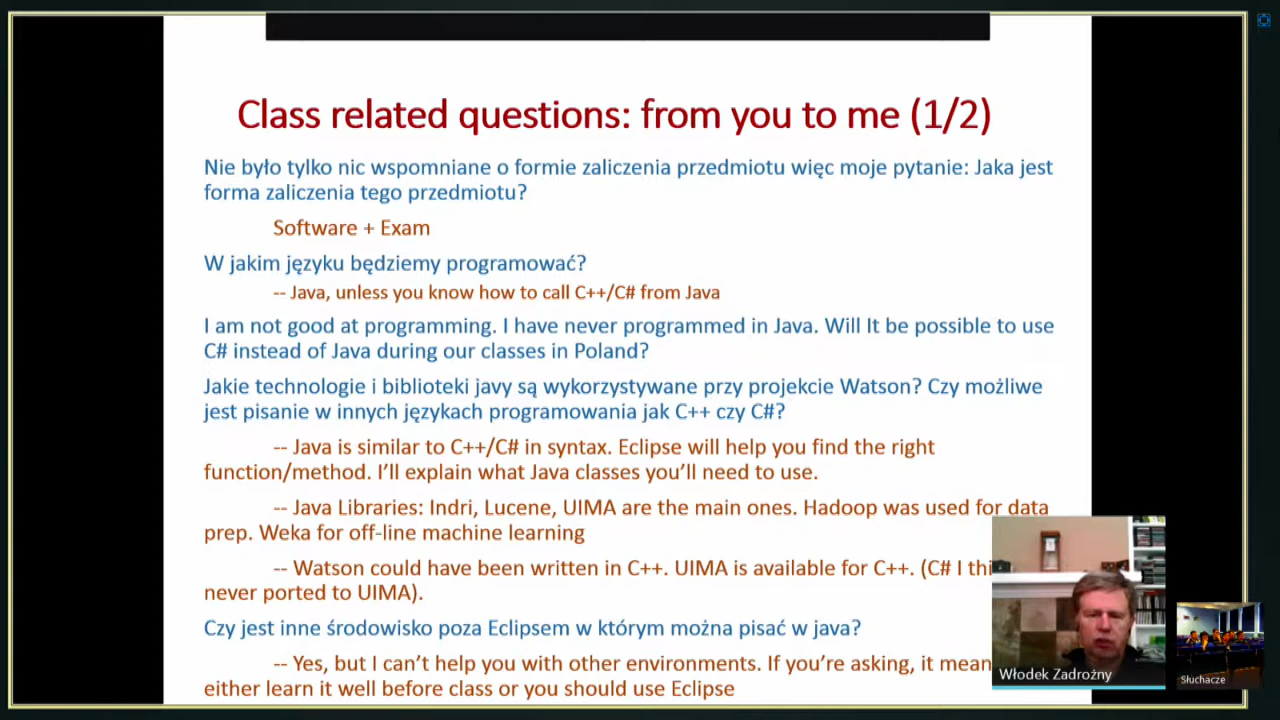 Class related questions: from you to me (1/2)
Nie było tylko nic wspomniane o formie zaliczenia przedmiotu więc moje pytanie: Jaka jest
forma zaliczenia tego przedmiotu?
Software + Exam
W jakim języku będziemy programować?
-- Java, unless you know how to call C++/C# from Java
I am not good at programming. I have never programmed in Java. Will It be possible to use
C# instead of Java during our classes in Poland?
Jakie technologie i biblioteki javy są wykorzystywane przy projekcie Watson? Czy możliwe
jest pisanie w innych językach programowania jak C++ czy C#?
-- Java is similar to C++/C# in syntax. Eclipse will help you find the right
function/method. I’ll explain what Java classes you’ll need to use.
-- Java Libraries: Indri, Lucene, UIMA are the main ones. Hadoop was used for data
prep. Weka for off-line machine learning
-- Watson could have been written in C++. UIMA is available for C++. (C# I
never ported to UIMA).
Czy jest inne środowisko poza Eclipsem w którym można pisać w java?
-- Yes, but I can’t help you with other environments. If you’re asking, it
either learn it well before class or you should use Eclipse
Włodek Zadrożny
Słuchacze